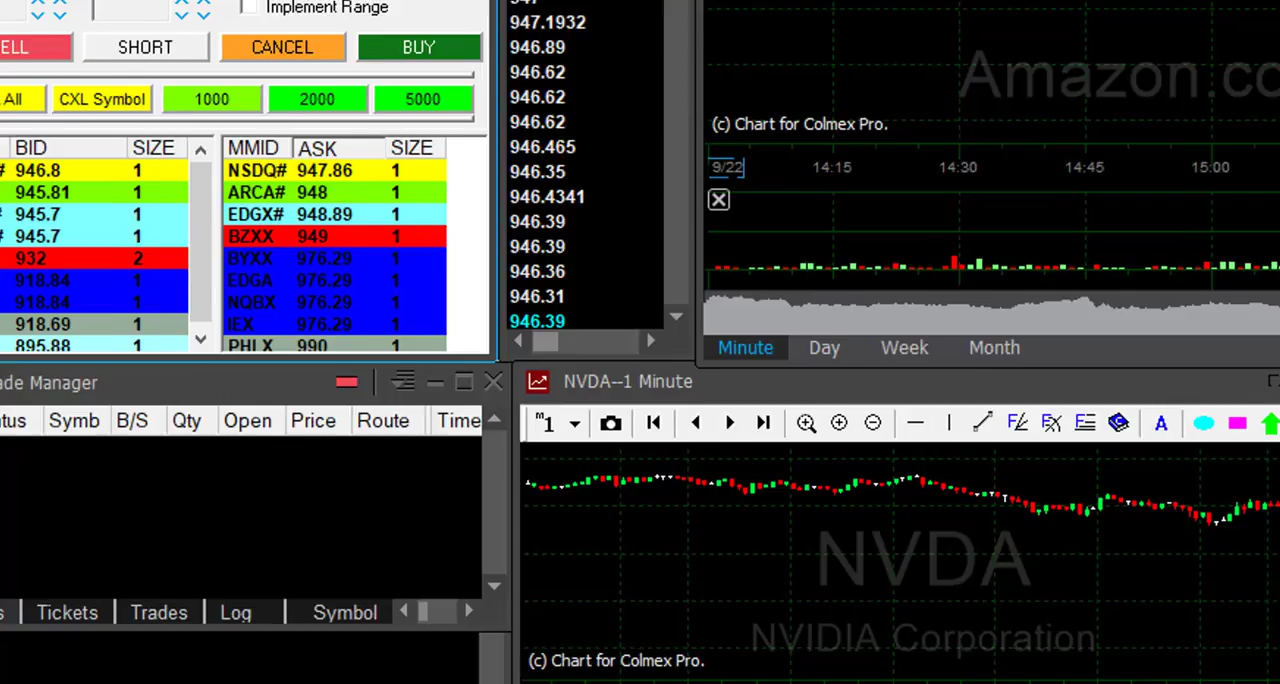 Implement Range
ELL SHORT CANCEL BUY
All CXL Symbol 1000 2000 5000
BID SIZE MMID ASK SIZE
# 946.8 1 NSDQ# 947.86 1
945.81 1 ARCA# 948 1
# 945.7 1 EDGX# 948.89 1
# 945.7 1 BZXX 949 1
932 2 BYXX 976.29 1
918.84 1 EDGA 976.29 1
918.84 1 NQBX 976.29 1
918.69 1 IEX 976.29 1
895.88 1 PHLX 990 1
947
947.1932
946.89
946.62
946.62
946.62
946.465
946.35
946.4341
946.39
946.39
946.36
946.31
946.39
Amazon.co
(c) Chart for Colmex Pro.
9/22 14:15 14:30 14:45 15:00
Minute Day Week Month
ade Manager
atus Symb B/S Qty Open Price Route Time
s Tickets Trades Log Symbol
NVDA--1 Minute
m1 A
NVDA
NVIDIA Corporation
(c) Chart for Colmex Pro.